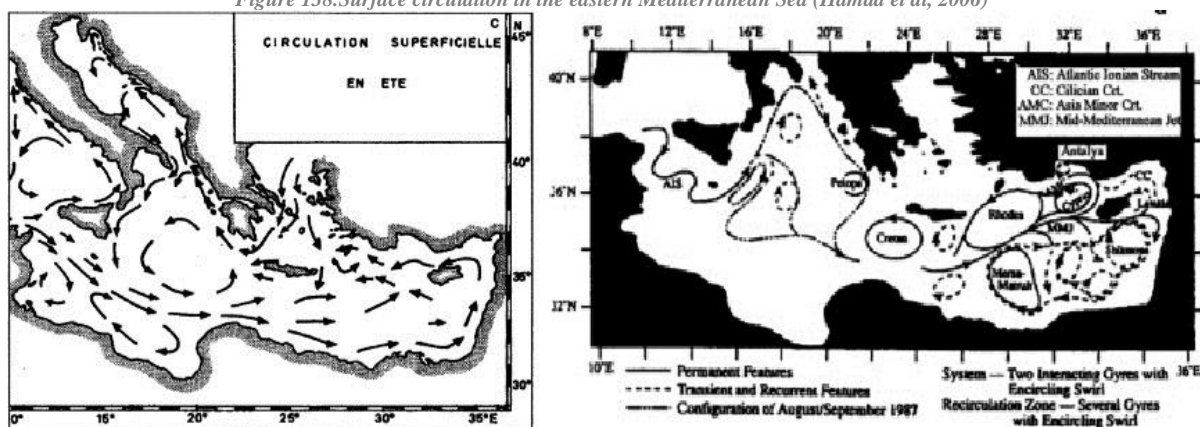 Figure 158.Surface circulation in the eastern Mediterranean Sea (Hamad et al, 2006)
C N
CIRCULATION SUPERFICIELLE
EN ETE
45°
40°
35°
30°
0° 15° 20° 25° 30° 35°E
8°E 12°E 16°E 20°E 24°E 28°E 32°E 36°E
40°N
36°N
32°N
AIS: Atlantic Ionian Stream
CC: Cilician Crt.
AMC: Asia Minor Crt.
MMJ: Mid-Mediterranean Jet
Antalya
CC
AIS
Pelops
Rhodes
Cretan
MMJ
Shikmona
Mersa-
Matruh
10°E 36°E
Permanent Features
Transient and Recurrent Features
Configuration of August/September 1987
System — Two Interacting Gyres with
Encircling Swirl
Recirculation Zone — Several Gyres
with Encircling Swirl